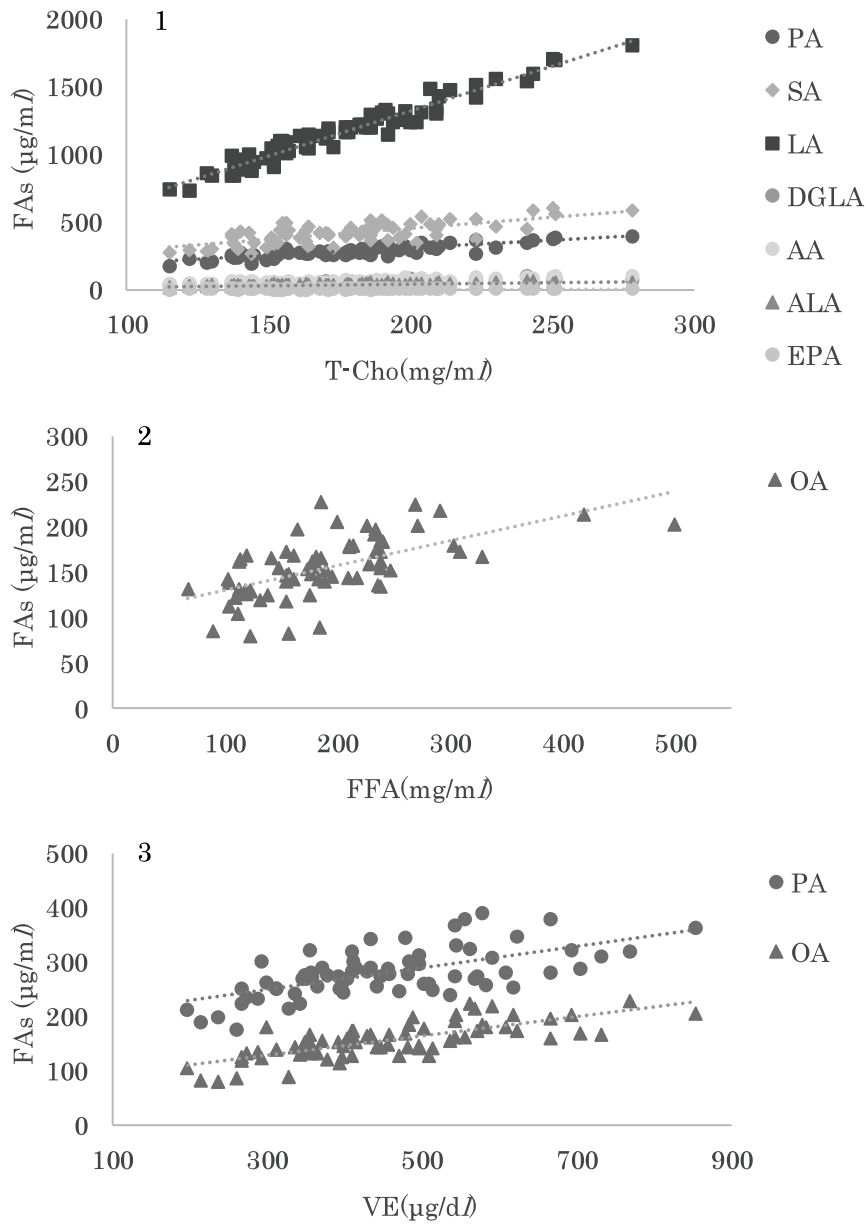 1
2000
1500
1000
500
0
100 150 200 250 300
FAs (µg/ml)
T-Cho(mg/ml)
PA
SA
LA
DGLA
AA
ALA
EPA
2
300
250
200
150
100
50
0
0 100 200 300 400 500
FAs (µg/ml)
FFA(mg/ml)
OA
3
500
400
300
200
100
0
100 300 500 700 900
FAs (µg/ml)
VE(µg/dl)
PA
OA